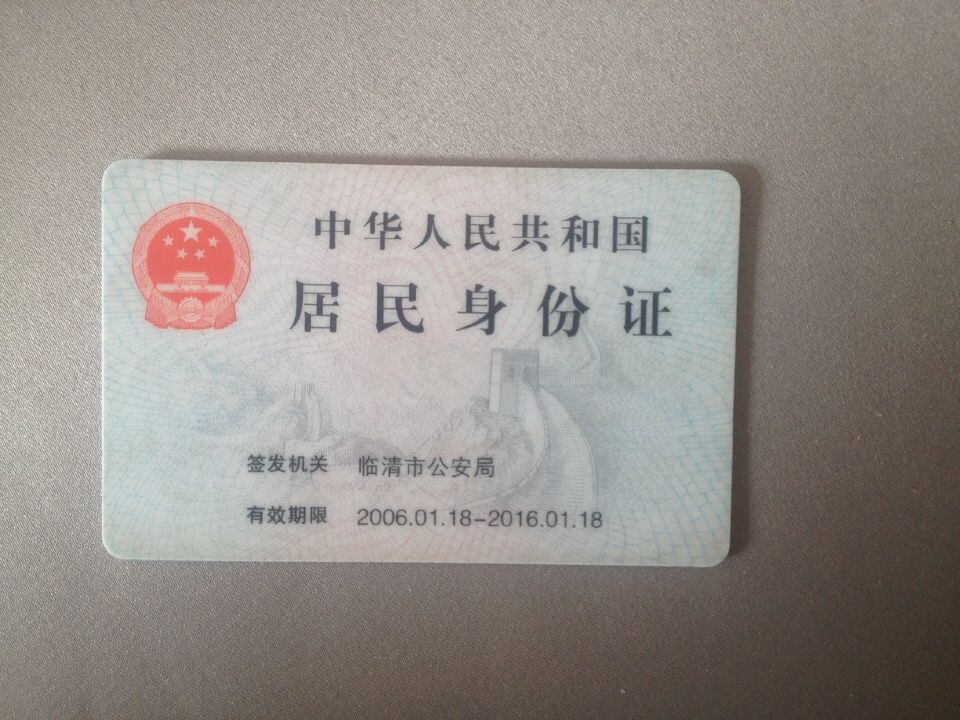 中华人民共和国
居民身份证
签发机关 临清市公安局
有效期限 2006.01.18-2016.01.18